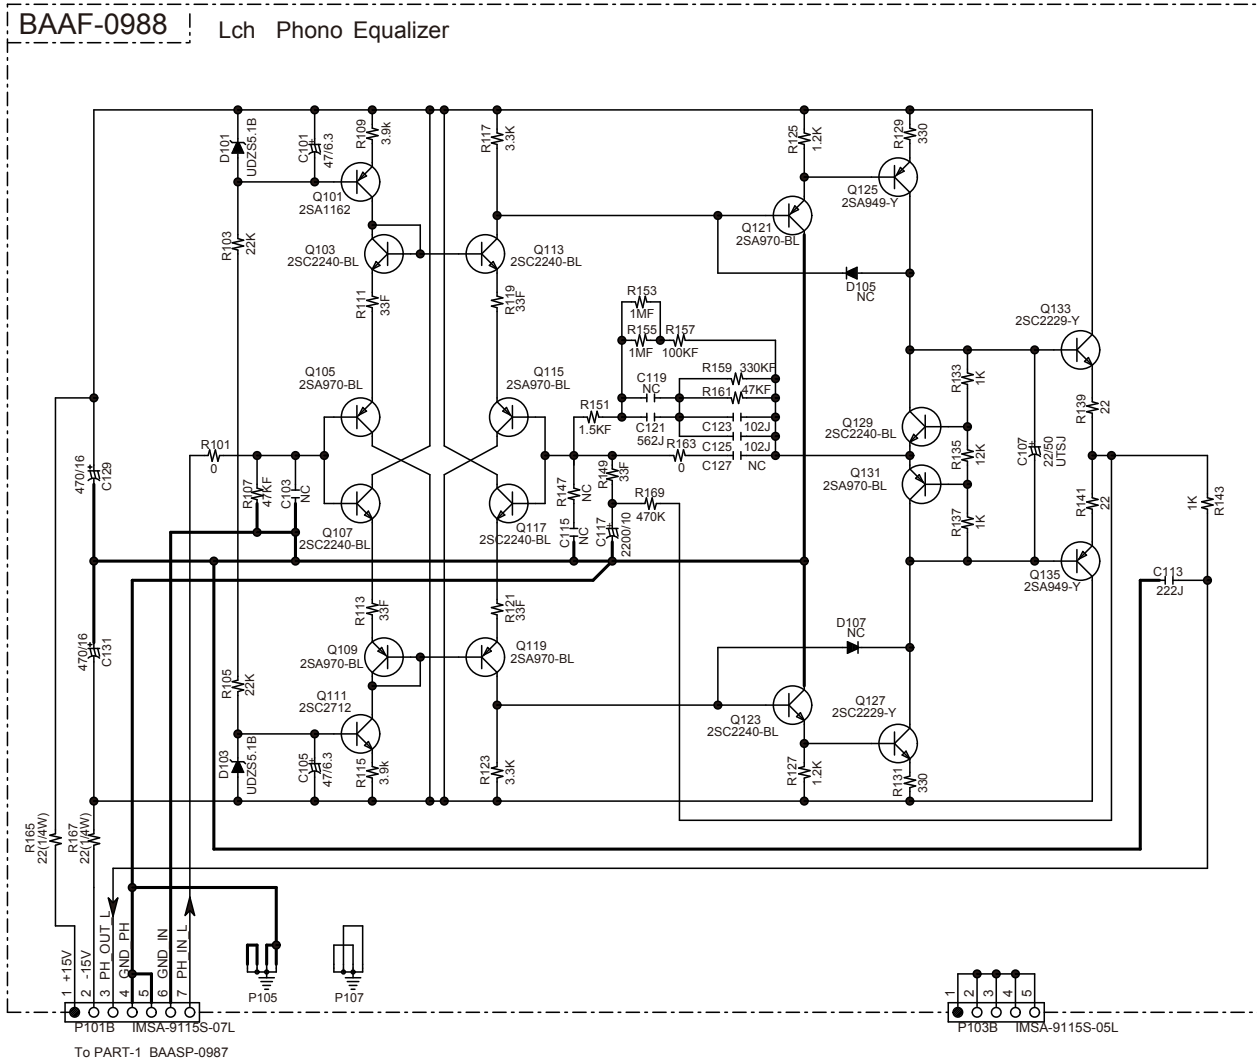 BAAF-0988
Lch Phono Equalizer
D101
UDZS5.1B
C101
47/6.3
R109
3.9k
R117
3.3K
R125
1.2K
R129
330
Q101
2SA1162
Q125
2SA949-Y
R103
22K
Q103
2SC2240-BL
Q113
2SC2240-BL
Q121
2SA970-BL
R111
33F
R119
33F
D105
NC
R153
1MF
R155
1MF
R157
100KF
Q133
2SC2229-Y
Q105
2SA970-BL
Q115
2SA970-BL
R159
330KF
C119
NC
R161
47KF
R133
1K
R139
22
R151
1.5KF
C121
562J
C123
102J
C125
102J
C127
NC
R163
0
Q129
2SC2240-BL
R135
12K
C107
22/50
UTSJ
Q131
2SA970-BL
R101
0
470/16
C129
R107
47KF
C103
NC
R147
NC
R149
33F
R169
470K
R141
22
1K
R143
R137
1K
Q107
2SC2240-BL
Q117
2SC2240-BL
C115
NC
C117
2200/10
Q135
2SA949-Y
C113
222J
R113
33F
R121
33F
470/16
C131
Q109
2SA970-BL
Q119
2SA970-BL
D107
NC
R105
22K
Q111
2SC2712
Q123
2SC2240-BL
Q127
2SC2229-Y
D103
UDZS5.1B
C105
47/6.3
R115
3.9k
R123
3.3K
R127
1.2K
R131
330
R165
22(1/4W)
R167
22(1/4W)
1 +15V
2 -15V
3 PH_OUT_L
4 GND_PH
5
6 GND_IN
7 PH_IN_L
P105
P107
1
2
3
4
5
P101B IMSA-9115S-07L
P103B IMSA-9115S-05L
To PART-1 BAASP-0987